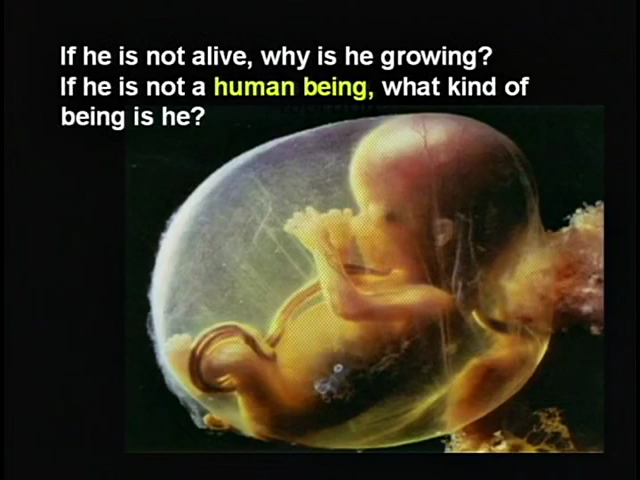 If he is not alive, why is he growing?
If he is not a human being, what kind of
being is he?